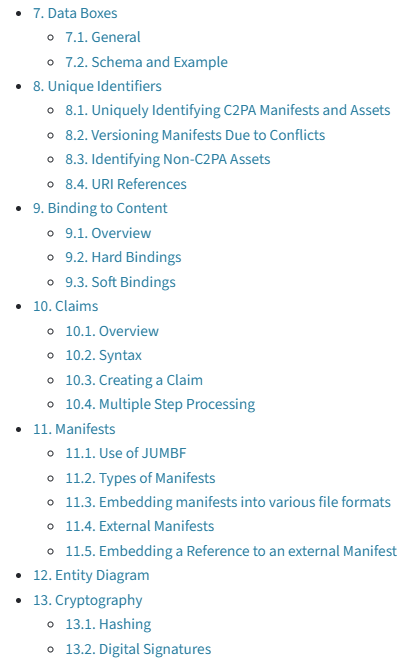 7. Data Boxes
7.1. General
7.2. Schema and Example
8. Unique Identifiers
8.1. Uniquely Identifying C2PA Manifests and Assets
8.2. Versioning Manifests Due to Conflicts
8.3. Identifying Non-C2PA Assets
8.4. URI References
9. Binding to Content
9.1. Overview
9.2. Hard Bindings
9.3. Soft Bindings
10. Claims
10.1. Overview
10.2. Syntax
10.3. Creating a Claim
10.4. Multiple Step Processing
11. Manifests
11.1. Use of JUMBF
11.2. Types of Manifests
11.3. Embedding manifests into various file formats
11.4. External Manifests
11.5. Embedding a Reference to an external Manifest
12. Entity Diagram
13. Cryptography
13.1. Hashing
13.2. Digital Signatures